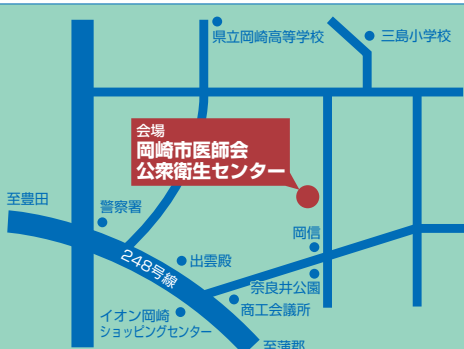 県立岡崎高等学校
三島小学校
会場
岡崎市医師会
公衆衛生センター
至豊田
警察署
岡信
248号線
出雲殿
奈良井公園
商工会議所
イオン岡崎
ショッピングセンター
至蒲郡